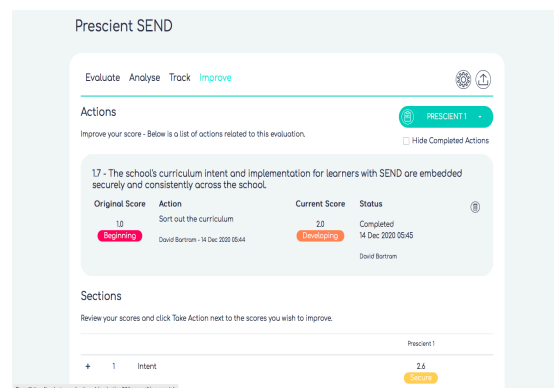 Prescient SEND
Evaluate Analyse Track Improve
Actions
PRESCIENT 1
Improve your score - Below is a list of actions related to this evaluation.
Hide Completed Actions
1.7 - The school's curriculum intent and implementation for learners with SEND are embedded
securely and consistently across the school.
Original Score Action Current Score Status
1.0 Sort out the curriculum 2.0 Completed
Beginning David Bartram - 14 Dec 2020 05:44 Developing 14 Dec 2020 05:45
David Bartram
Sections
Review your scores and click Take Action next to the scores you wish to improve.
Prescient 1
+ 1 Intent 2.6
Secure